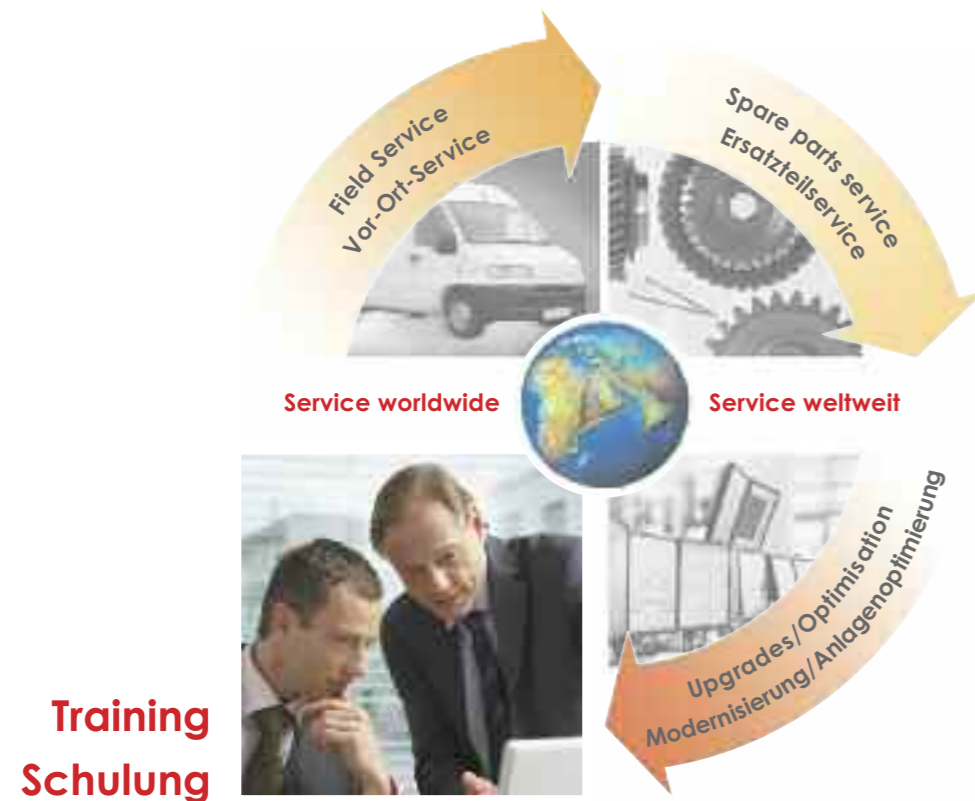 Field Service
Vor-Ort-Service
Spare parts service
Ersatzteilservice
Service worldwide
Service weltweit
Upgrades/Optimisation
Modernisierung/Anlagenoptimierung
Training
Schulung